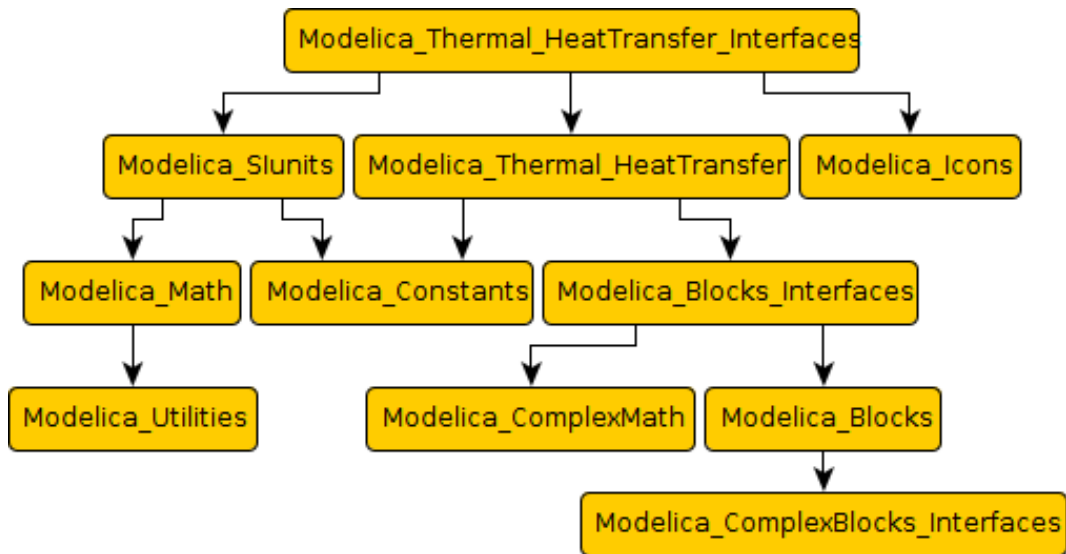 Modelica_Thermal_HeatTransfer_Interfaces
Modelica_SIunits
Modelica_Thermal_HeatTransfer
Modelica_Icons
Modelica_Math
Modelica_Constants
Modelica_Blocks_Interfaces
Modelica_Utilities
Modelica_ComplexMath
Modelica_Blocks
Modelica_ComplexBlocks_Interfaces